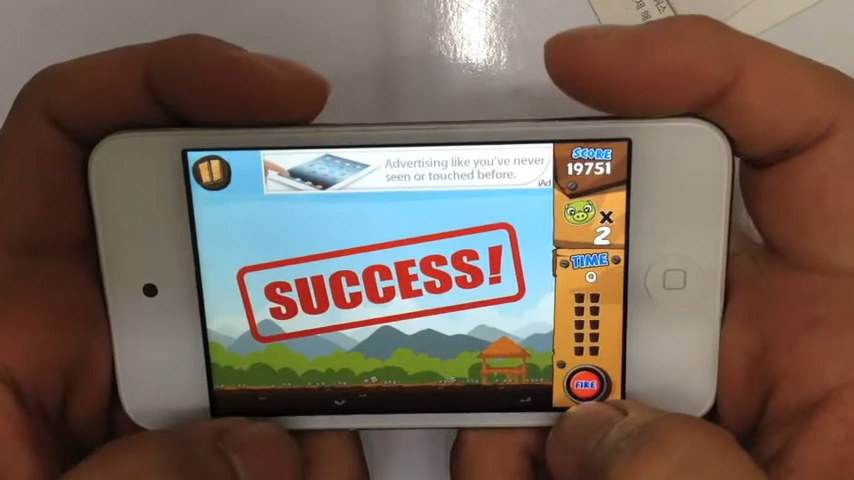 Advertising like you've never
seen or touched before.
iAd
SUCCESS!
SCORE
19751
x
2
TIME
0
FIRE